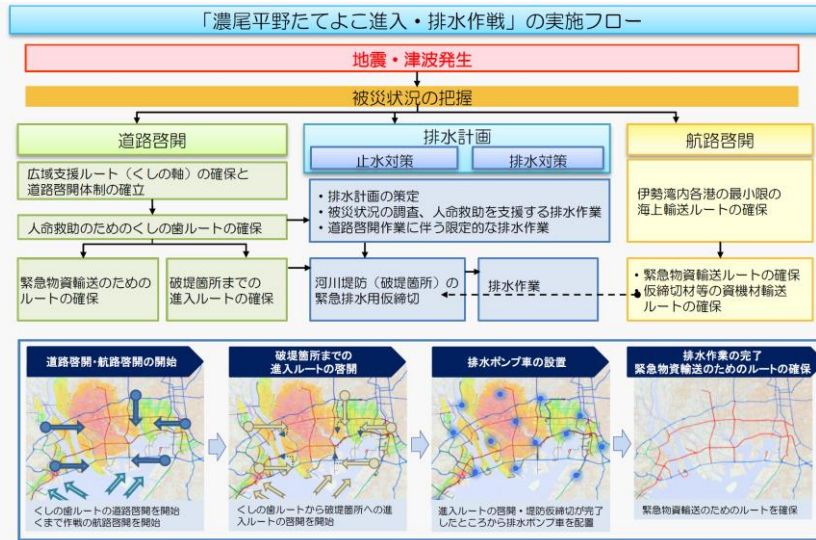 「濃尾平野たてよこ進入・排水作戦」の実施フロー
地震・津波発生
被災状況の把握
道路啓開
広域支援ルート（くしの軸）の確保と
道路啓開体制の確立
人命救助のためのくしの歯ルートの確保
緊急物資輸送のための
ルートの確保
破堤箇所までの
進入ルートの確保
排水計画
止水対策
排水対策
・排水計画の策定
・被災状況の調査、人命救助を支援する排水作業
・道路啓開作業に伴う限定的な排水作業
河川堤防（破堤箇所）の
緊急排水用仮締切
排水作業
航路啓開
伊勢湾内各港の最小限の
海上輸送ルートの確保
・緊急物資輸送ルートの確保
・仮締切材等の資機材輸送
ルートの確保
道路啓開・航路啓開の開始
くしの歯ルートの道路啓開を開始
くまで作戦の航路啓開を開始
破堤箇所までの
進入ルートの啓開
くしの歯ルートから破堤箇所への進
入ルートの啓開を開始
排水ポンプ車の設置
進入ルートの啓開・堤防仮締切が完了
したところから排水ポンプ車を配置
排水作業の完了
緊急物資輸送のためのルートの確保
緊急物資輸送のためのルートを確保